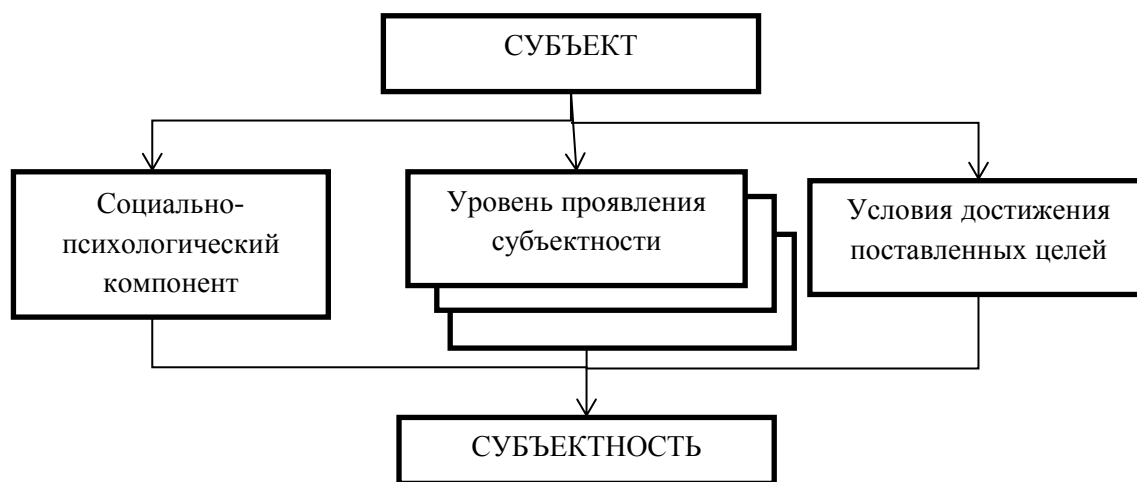 СУБЪЕКТ
Социально-
психологический
компонент
Уровень проявления
субъектности
Условия достижения
поставленных целей
СУБЪЕКТНОСТЬ